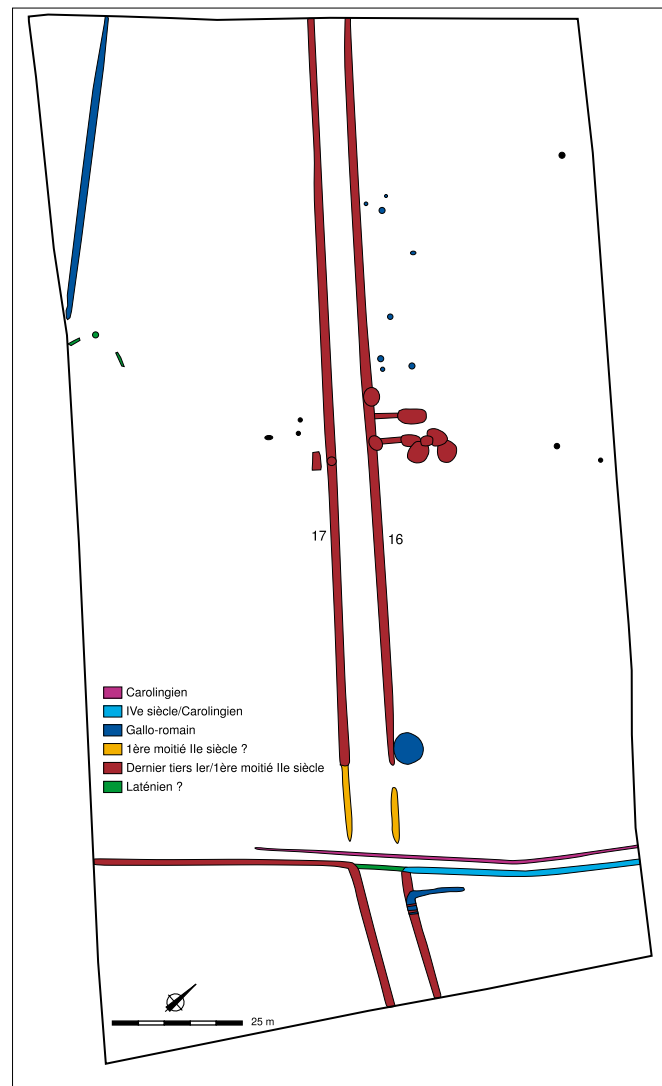 17
16
Carolingien
IVe siècle/Carolingien
Gallo-romain
1ère moitié IIe siècle ?
Dernier tiers Ier/1ère moitié IIe siècle
Laténien ?
25 m